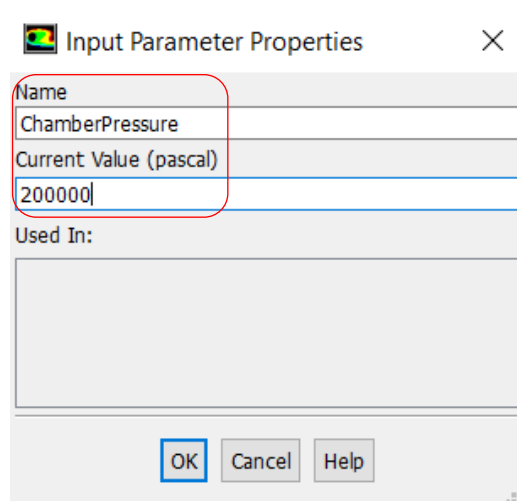 Input Parameter Properties
Name
ChamberPressure
Current Value (pascal)
200000
Used In:
OK Cancel Help